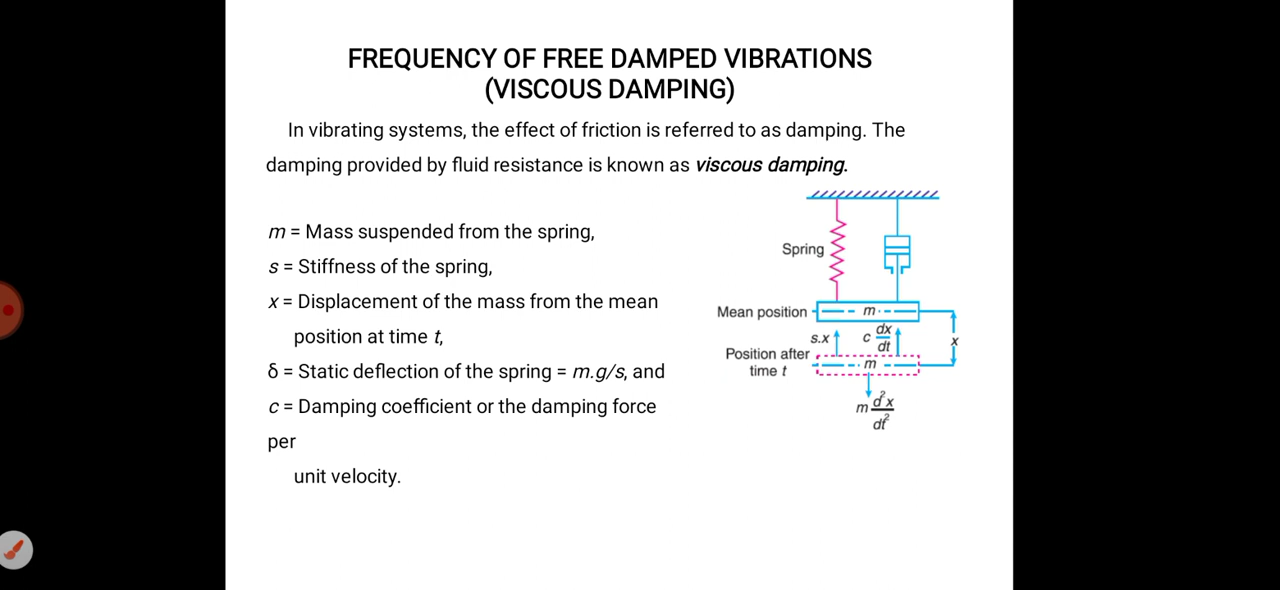 FREQUENCY OF FREE DAMPED VIBRATIONS
(VISCOUS DAMPING)
In vibrating systems, the effect of friction is referred to as damping. The
damping provided by fluid resistance is known as viscous damping.
m = Mass suspended from the spring,
s = Stiffness of the spring,
x = Displacement of the mass from the mean
position at time t,
δ = Static deflection of the spring = m.g/s, and
c = Damping coefficient or the damping force
per
unit velocity.
Spring
Mean position
m
s.x
c dx/dt
x
Position after
time t
m
m d²x/dt²